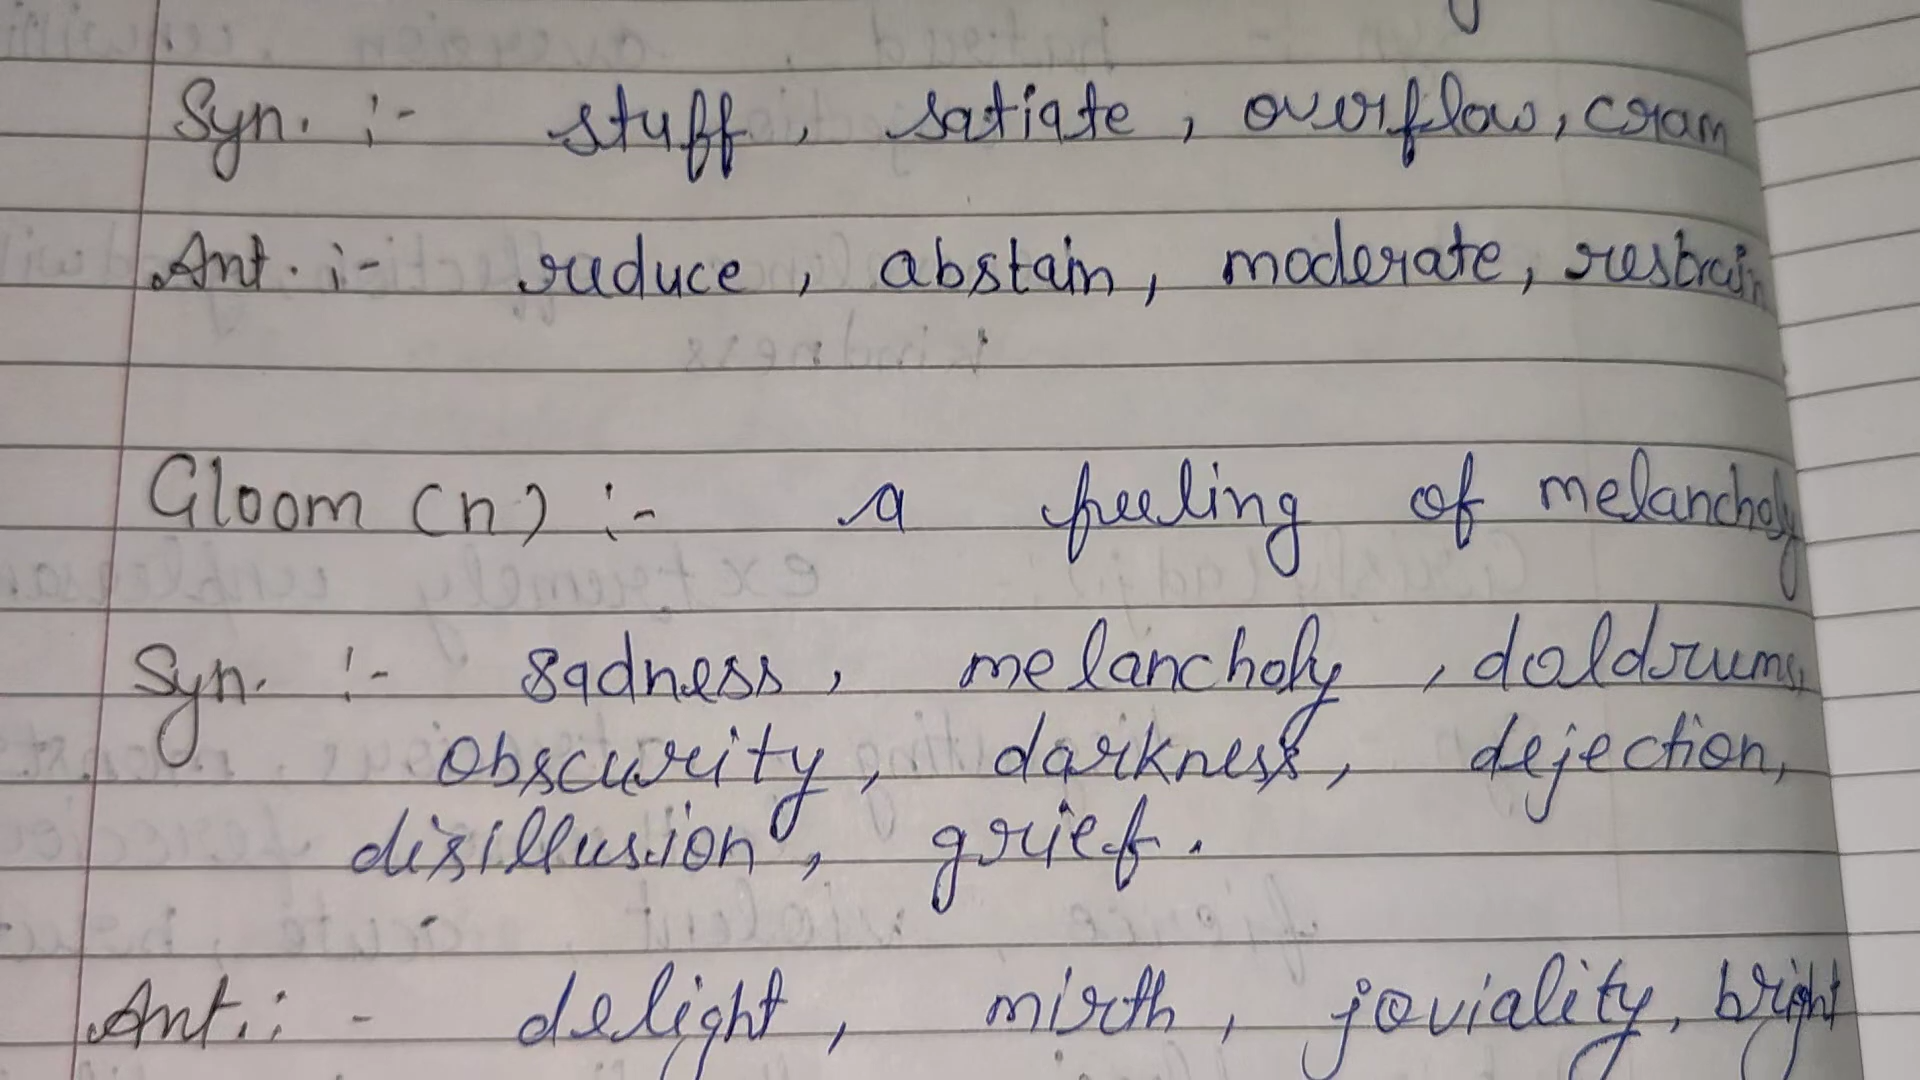 Syn. :- stuff, satiate, overflow, cram
Ant. :- reduce, abstain, moderate, restrain
Gloom (n) :- a feeling of melancholy
Syn. :- sadness, melancholy, doldrums,
obscurity, darkness, dejection,
disillusion, grief.
Ant. :- delight, mirth, joviality, bright